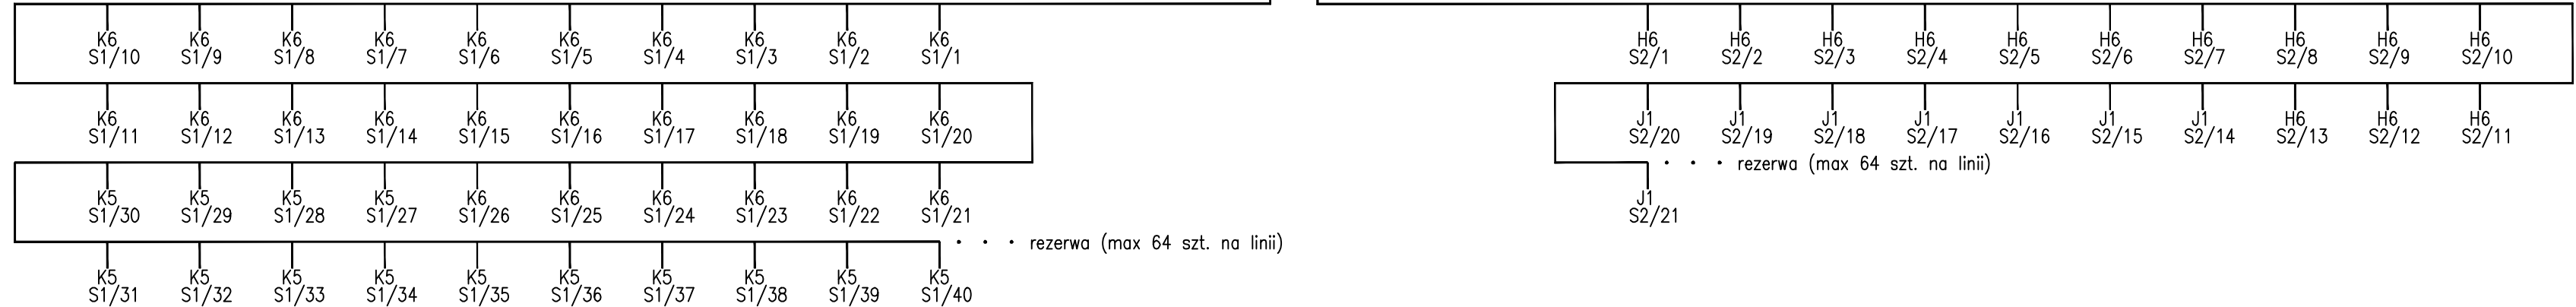 K6 K6 K6 K6 K6 K6 K6 K6 K6 K6
S1/10 S1/9 S1/8 S1/7 S1/6 S1/5 S1/4 S1/3 S1/2 S1/1
K6 K6 K6 K6 K6 K6 K6 K6 K6 K6
S1/11 S1/12 S1/13 S1/14 S1/15 S1/16 S1/17 S1/18 S1/19 S1/20
K5 K5 K5 K5 K6 K6 K6 K6 K6 K6
S1/30 S1/29 S1/28 S1/27 S1/26 S1/25 S1/24 S1/23 S1/22 S1/21
. . . rezerwa (max 64 szt. na linii)
K5 K5 K5 K5 K5 K5 K5 K5 K5 K5
S1/31 S1/32 S1/33 S1/34 S1/35 S1/36 S1/37 S1/38 S1/39 S1/40
H6 H6 H6 H6 H6 H6 H6 H6 H6 H6
S2/1 S2/2 S2/3 S2/4 S2/5 S2/6 S2/7 S2/8 S2/9 S2/10
J1 J1 J1 J1 J1 J1 J1 H6 H6 H6
S2/20 S2/19 S2/18 S2/17 S2/16 S2/15 S2/14 S2/13 S2/12 S2/11
. . . rezerwa (max 64 szt. na linii)
J1
S2/21